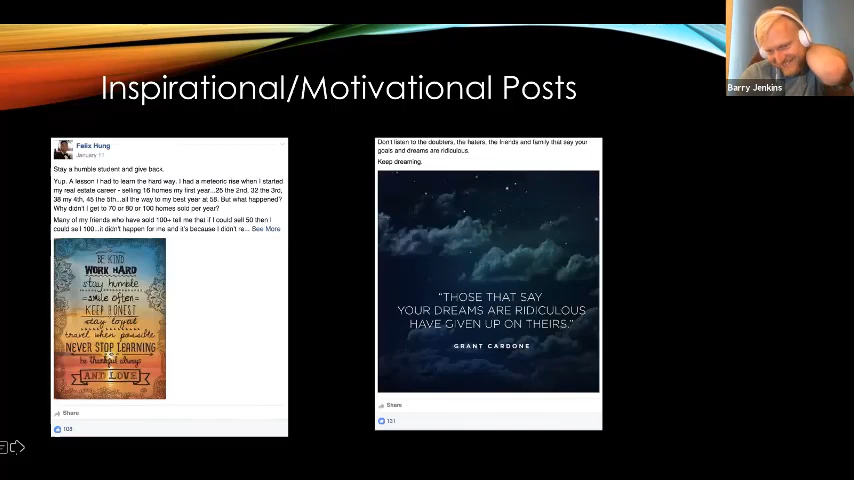 Inspirational/Motivational Posts
Barry Jenkins
Felix Hung
January 11
Stay a humble student and give back.
Yup. A lesson I had to learn the hard way. I had a meteoric rise when I started
my real estate career - selling 16 homes my first year...25 the 2nd, 32 the 3rd,
38 my 4th, 45 the 5th...all the way to my best year at 58. But what happened?
Why didn't I get to 70 or 80 or 100 homes sold per year?
Many of my friends who have sold 100+ tell me that if I could sell 50 then I
could sell 100...it didn't happen for me and it's because I didn't re... See More
BE KIND
WORK HARD
stay humble
smile often
KEEP HONEST
stay loyal
travel when possible
NEVER STOP LEARNING
be thankful always
AND LOVE
Share
108
Don't listen to the doubters, the haters, the friends and family that say your
goals and dreams are ridiculous.
Keep dreaming.
"THOSE THAT SAY
YOUR DREAMS ARE RIDICULOUS
HAVE GIVEN UP ON THEIRS."
GRANT CARDONE
Share
131